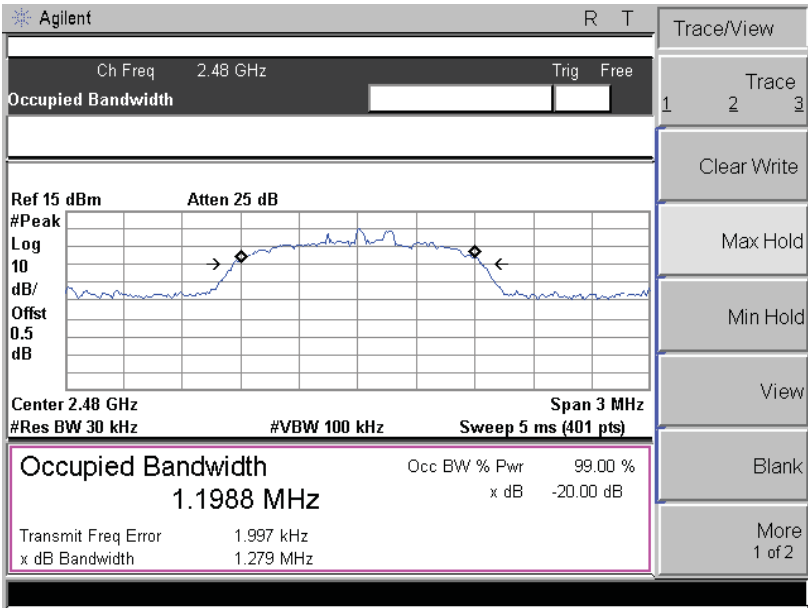 Agilent R T
Ch Freq 2.48 GHz Trig Free
Occupied Bandwidth
Ref 15 dBm Atten 25 dB
#Peak
Log
10
dB/
Offst
0.5
dB
Center 2.48 GHz Span 3 MHz
#Res BW 30 kHz #VBW 100 kHz Sweep 5 ms (401 pts)
Occupied Bandwidth
1.1988 MHz
Occ BW % Pwr 99.00 %
x dB -20.00 dB
Transmit Freq Error 1.997 kHz
x dB Bandwidth 1.279 MHz
Trace/View
Trace
1 2 3
Clear Write
Max Hold
Min Hold
View
Blank
More
1 of 2